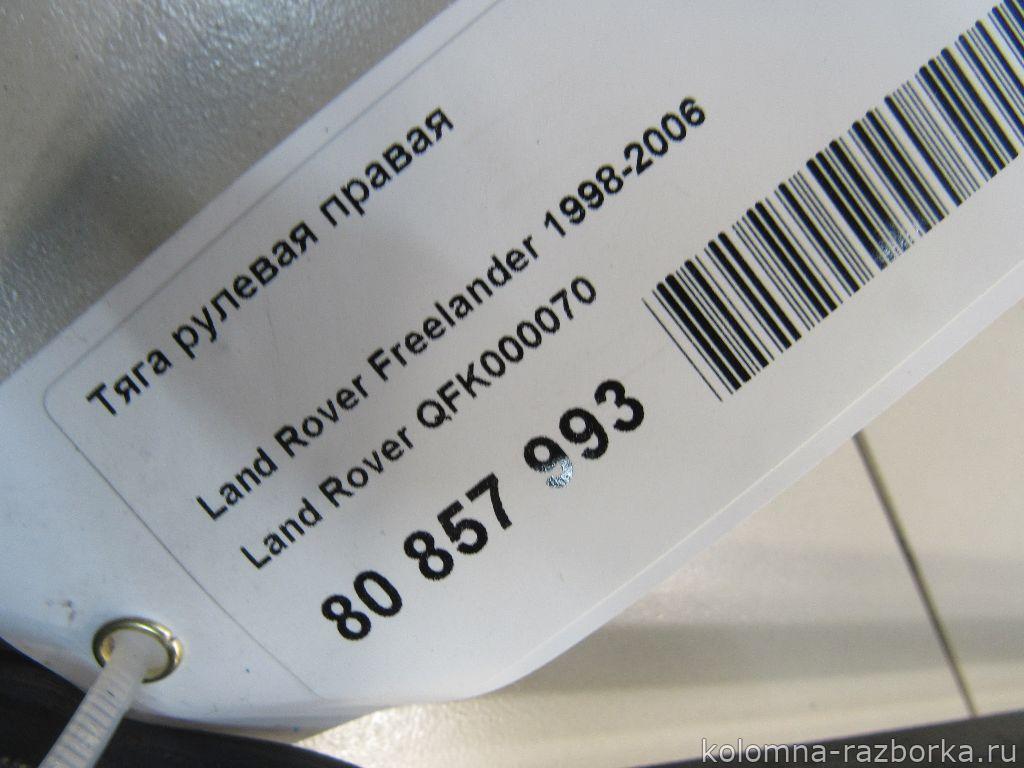 Тяга рулевая правая
Land Rover Freelander 1998-2006
Land Rover QFK000070
80 857 993
kolomna-razborka.ru